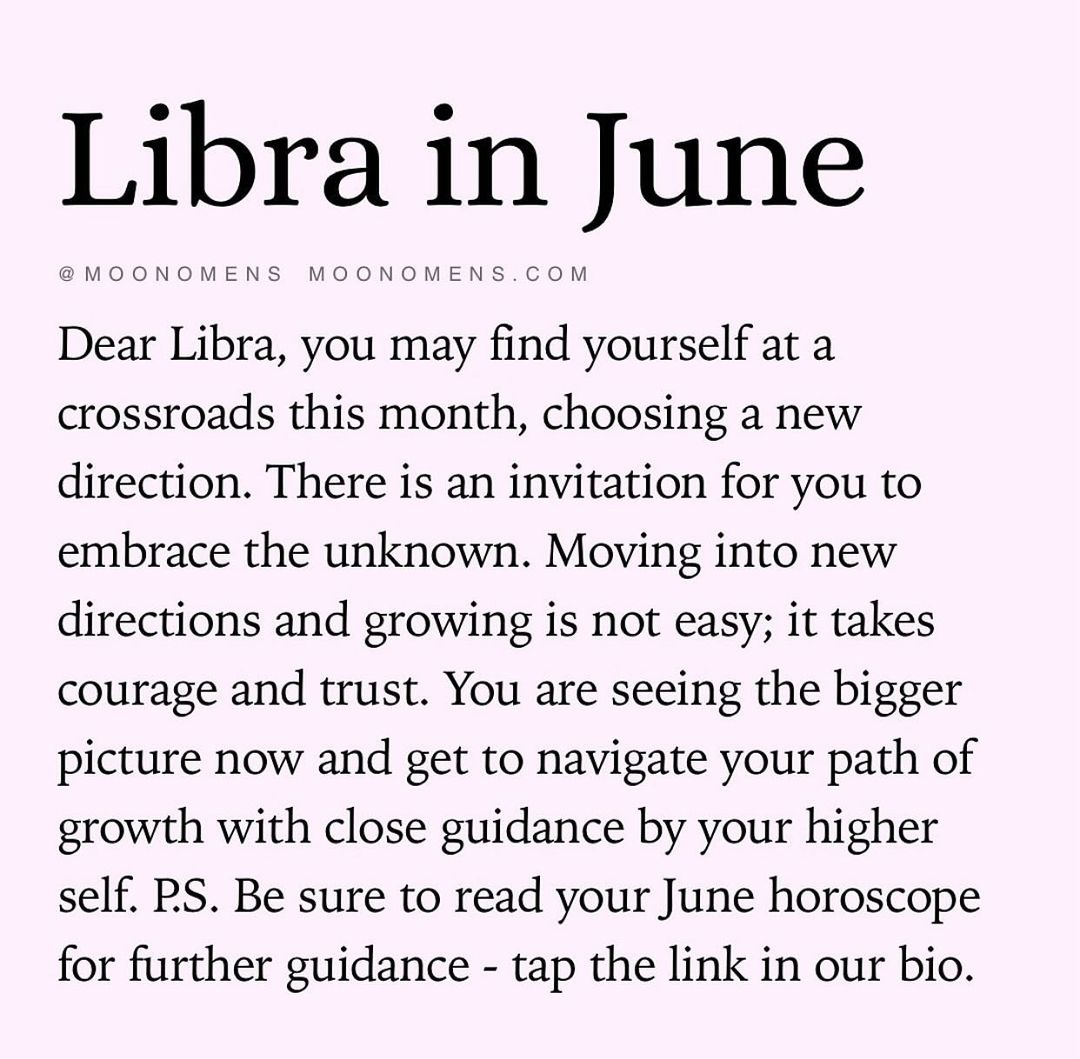 Libra in June
@MOONOMENS MOONOMENS.COM
Dear Libra, you may find yourself at a
crossroads this month, choosing a new
direction. There is an invitation for you to
embrace the unknown. Moving into new
directions and growing is not easy; it takes
courage and trust. You are seeing the bigger
picture now and get to navigate your path of
growth with close guidance by your higher
self. P.S. Be sure to read your June horoscope
for further guidance - tap the link in our bio.